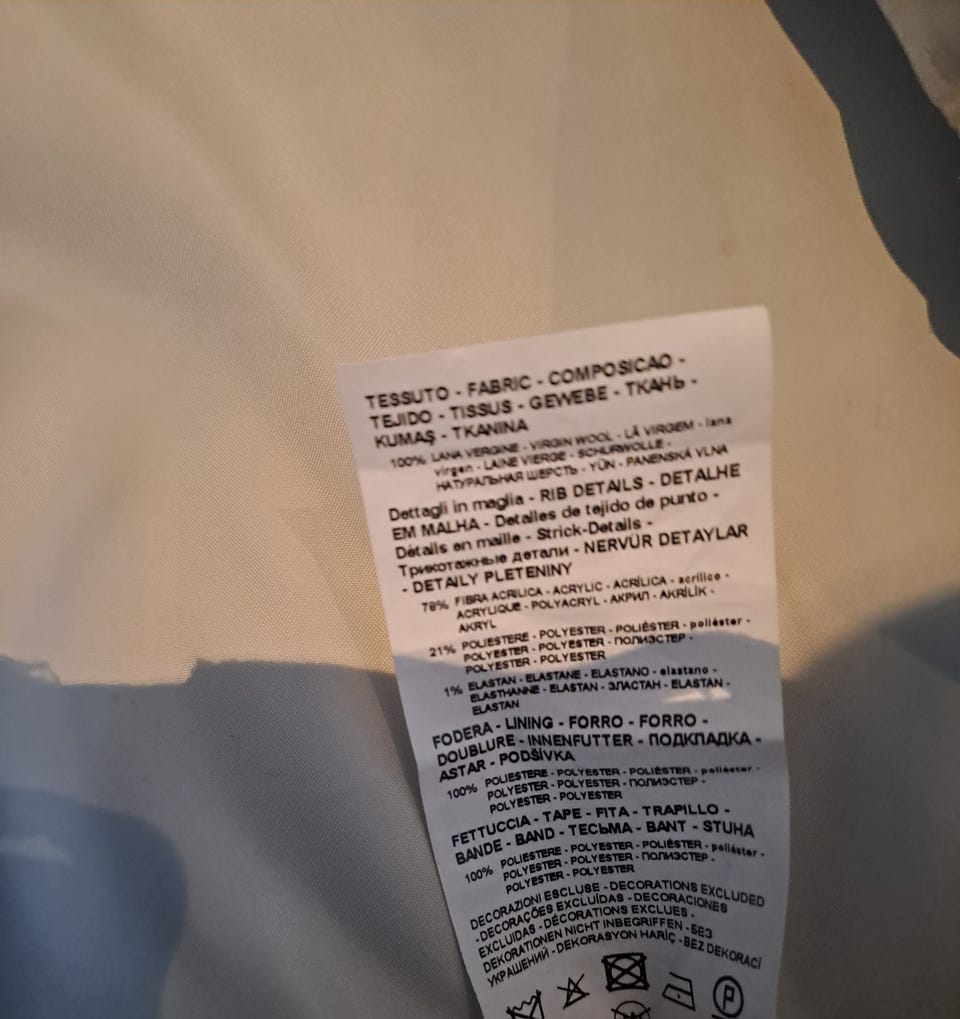 TESSUTO - FABRIC - COMPOSICAO -
TEJIDO - TISSUS - GEWEBE - ТКАНЬ -
KUMAŞ - TKANINA
100% LANA VERGINE - VIRGIN WOOL - LÃ VIRGEM - lana
virgen - LAINE VIERGE - SCHURWOLLE -
НАТУРАЛЬНАЯ ШЕРСТЬ - YÜN - PANENSKÁ VLNA
Dettagli in maglia - RIB DETAILS - DETALHE
EM MALHA - Detalles de tejido de punto -
Détails en maille - Strick-Details -
Трикотажные детали - NERVÜR DETAYLAR
- DETAILY PLETENINY
78% FIBRA ACRILICA - ACRYLIC - ACRÍLICA - acrílico -
ACRYLIQUE - POLYACRYL - АКРИЛ - AKRİLİK -
AKRYL
21% POLIESTERE - POLYESTER - POLIÉSTER - poliéster -
POLYESTER - POLYESTER - ПОЛИЭСТЕР -
POLYESTER - POLYESTER
1% ELASTAN - ELASTANE - ELASTANO - elastano -
ELASTHANNE - ELASTAN - ЭЛАСТАН - ELASTAN -
ELASTAN
FODERA - LINING - FORRO - FORRO -
DOUBLURE - INNENFUTTER - ПОДКЛАДКА -
ASTAR - PODŠÍVKA
100% POLIESTERE - POLYESTER - POLIÉSTER - poliéster -
POLYESTER - POLYESTER - ПОЛИЭСТЕР -
POLYESTER - POLYESTER
FETTUCCIA - TAPE - FITA - TRAPILLO -
BANDE - BAND - ТЕСЬМА - BANT - STUHA
100% POLIESTERE - POLYESTER - POLIÉSTER - poliéster -
POLYESTER - POLYESTER - ПОЛИЭСТЕР -
POLYESTER - POLYESTER
DECORAZIONI ESCLUSE - DECORATIONS EXCLUDED
- DECORAÇÕES EXCLUÍDAS - DECORACIONES
EXCLUIDAS - DÉCORATIONS EXCLUES -
DEKORATIONEN NICHT INBEGRIFFEN - БЕЗ
УКРАШЕНИЙ - DEKORASYON HARİÇ - BEZ DEKORACÍ
P